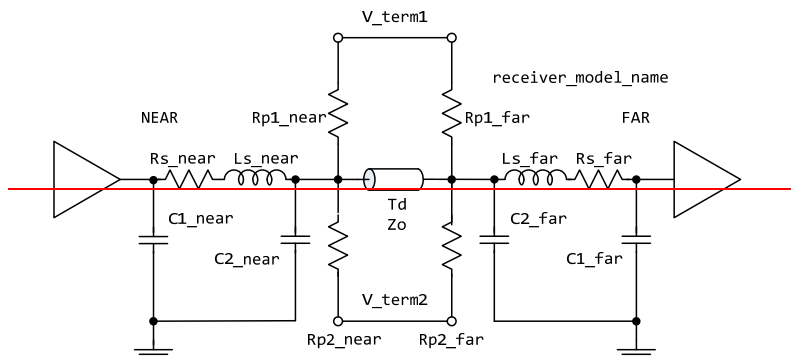 V_term1
receiver_model_name
NEAR
Rp1_near
Rp1_far
FAR
Rs_near
Ls_near
Ls_far
Rs_far
Td
Zo
C1_near
C2_far
C2_near
C1_far
V_term2
Rp2_near
Rp2_far